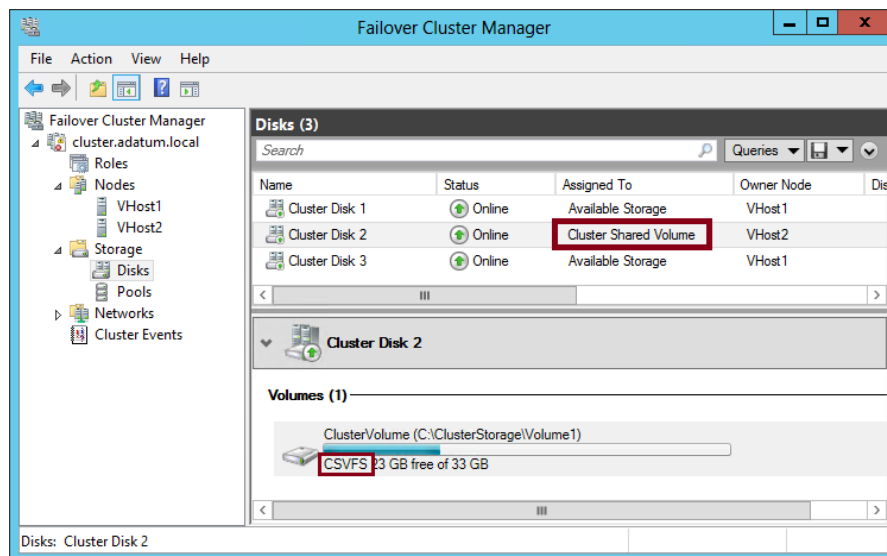 Failover Cluster Manager
File Action View Help
Failover Cluster Manager
cluster.adatum.local
Roles
Nodes
VHost1
VHost2
Storage
Disks
Pools
Networks
Cluster Events
Disks (3)
Search
Queries
Name Status Assigned To Owner Node Dis
Cluster Disk 1 Online Available Storage VHost1
Cluster Disk 2 Online Cluster Shared Volume VHost2
Cluster Disk 3 Online Available Storage VHost1
Cluster Disk 2
Volumes (1)
ClusterVolume (C:\ClusterStorage\Volume1)
CSVFS 23 GB free of 33 GB
Disks: Cluster Disk 2